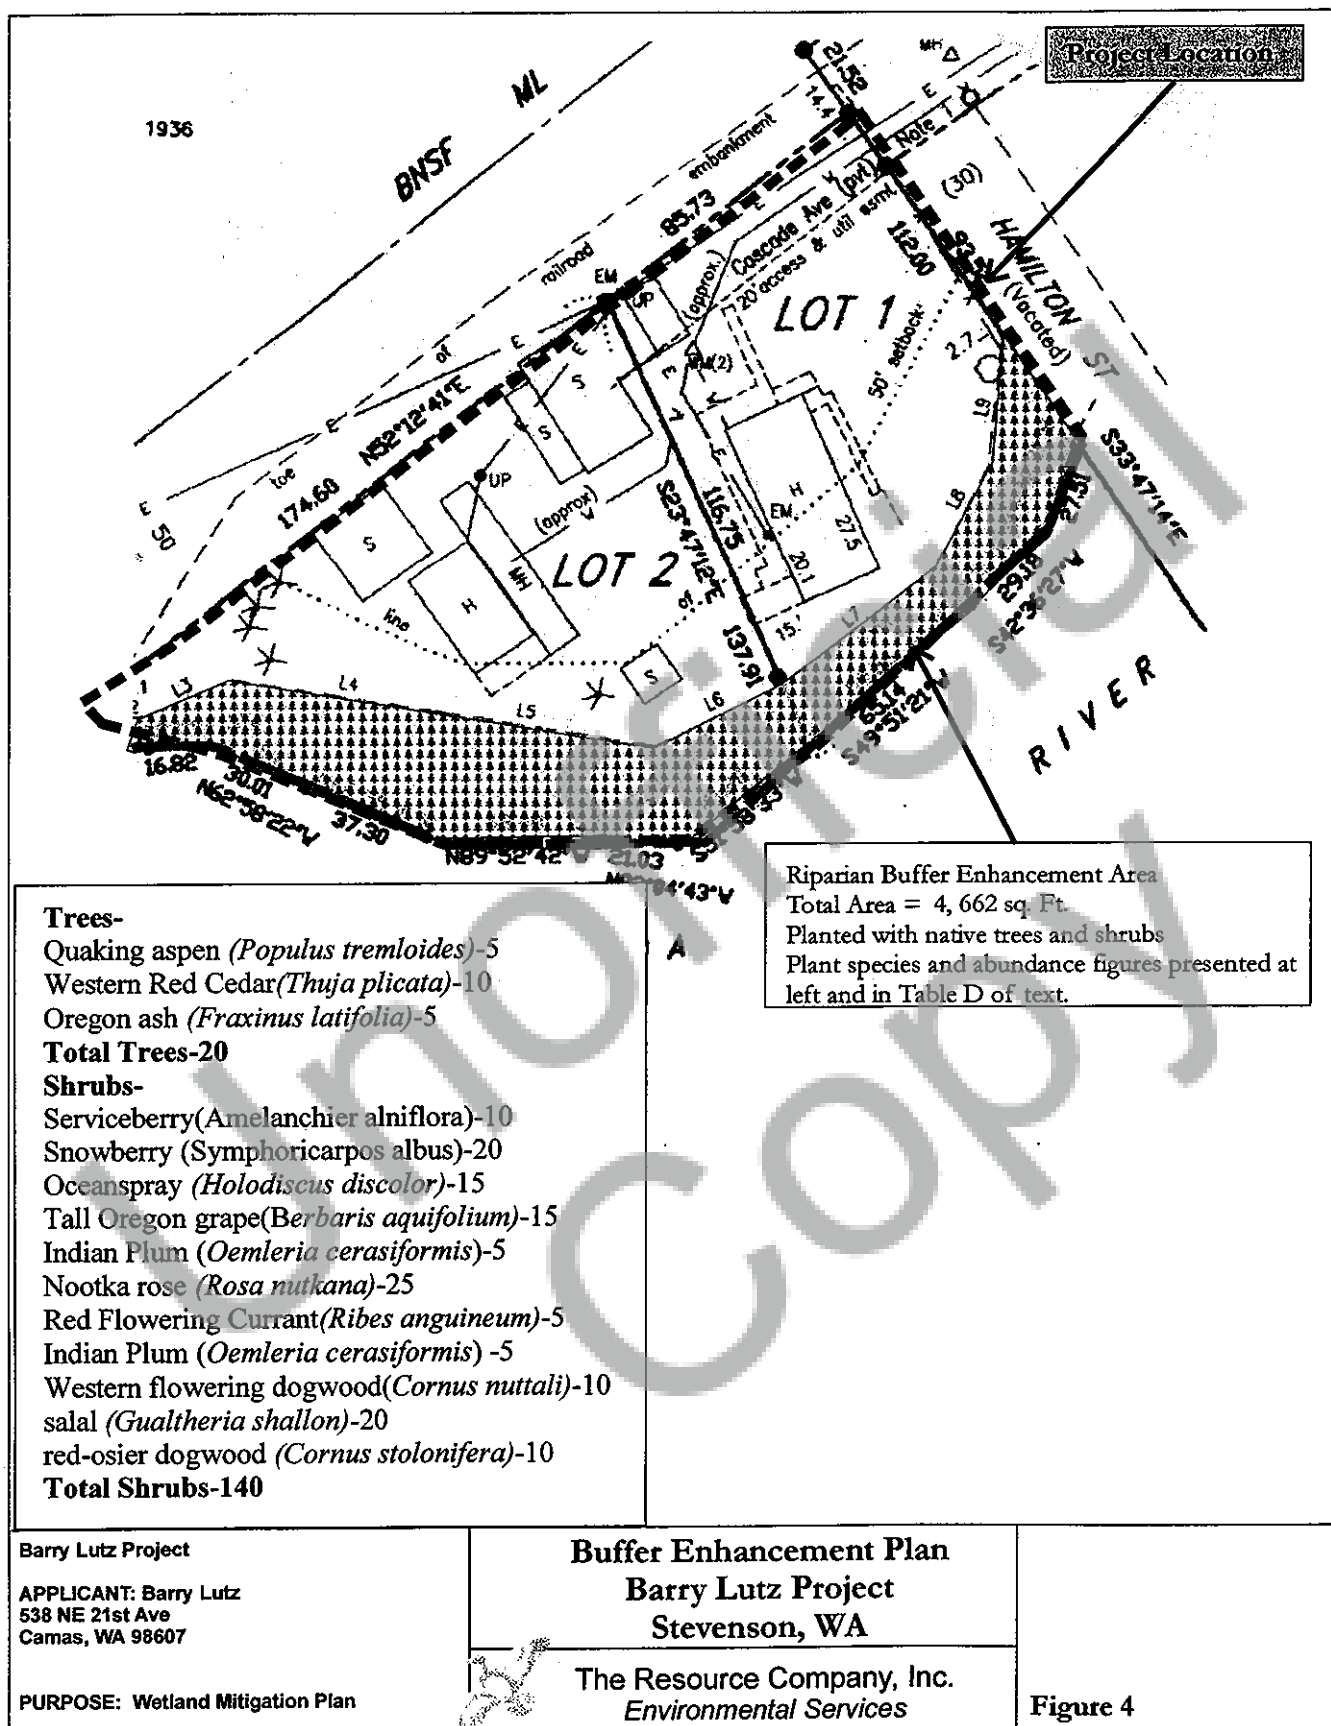 Project Location
1936
BNSF
ML
MH
21.52
14.4
E
Note 1
railroad
embankment
85.73
E
W
Cascade Ave (pvt)
20' access & util esmt
(30)
HAMILTON ST
(Vacated)
112.00
EM
UP
(approx.)
LOT 1
50' setback
2.7
of
E
E
S
S
E
N52°12'41"E
toe
174.60
UP
(approx)
W
L9
L8
H
EM
27.5
20.1
116.75
S23°47'12"E
S33°47'14"E
27.31
E
50
S
LOT 2
MH
H
line
of
29.18
S42°36'27"W
15'
L7
137.91
S
L3
L4
L5
L6
65.14
S49°51'21"W
RIVER
16.82
30.01
N62°58'22"W
37.30
N89°52'42"W
21.03
A
Riparian Buffer Enhancement Area
Total Area = 4, 662 sq. Ft.
Planted with native trees and shrubs
Plant species and abundance figures presented at
left and in Table D of text.
Trees-
Quaking aspen (Populus tremloides)-5
Western Red Cedar(Thuja plicata)-10
Oregon ash (Fraxinus latifolia)-5
Total Trees-20
Shrubs-
Serviceberry(Amelanchier alniflora)-10
Snowberry (Symphoricarpos albus)-20
Oceanspray (Holodiscus discolor)-15
Tall Oregon grape(Berbaris aquifolium)-15
Indian Plum (Oemleria cerasiformis)-5
Nootka rose (Rosa nutkana)-25
Red Flowering Currant(Ribes anguineum)-5
Indian Plum (Oemleria cerasiformis) -5
Western flowering dogwood(Cornus nuttali)-10
salal (Gualtheria shallon)-20
red-osier dogwood (Cornus stolonifera)-10
Total Shrubs-140
Unofficial
Copy
Barry Lutz Project
APPLICANT: Barry Lutz
538 NE 21st Ave
Camas, WA 98607
PURPOSE: Wetland Mitigation Plan
Buffer Enhancement Plan
Barry Lutz Project
Stevenson, WA
The Resource Company, Inc.
Environmental Services
Figure 4